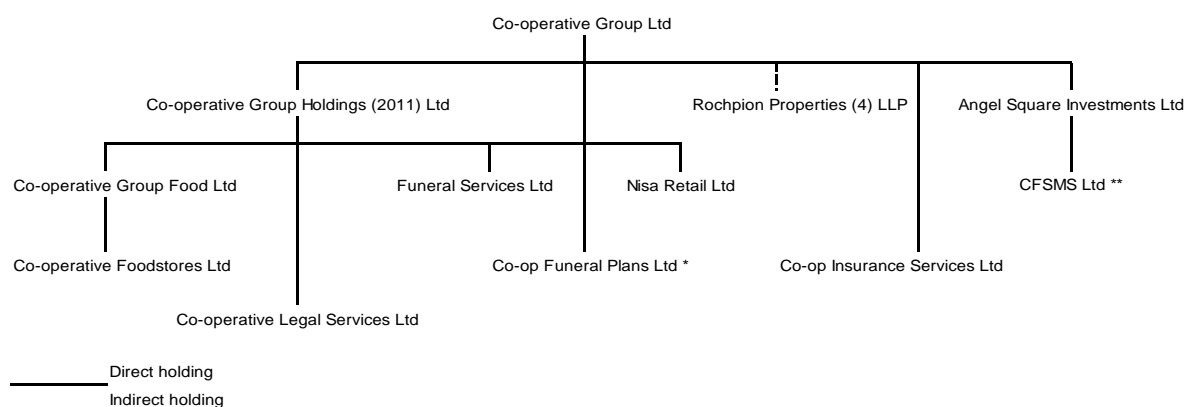 Co-operative Group Ltd
Co-operative Group Holdings (2011) Ltd
Rochpion Properties (4) LLP
Angel Square Investments Ltd
Co-operative Group Food Ltd
Funeral Services Ltd
Nisa Retail Ltd
CFSMS Ltd **
Co-operative Foodstores Ltd
Co-op Funeral Plans Ltd *
Co-op Insurance Services Ltd
Co-operative Legal Services Ltd
Direct holding
Indirect holding